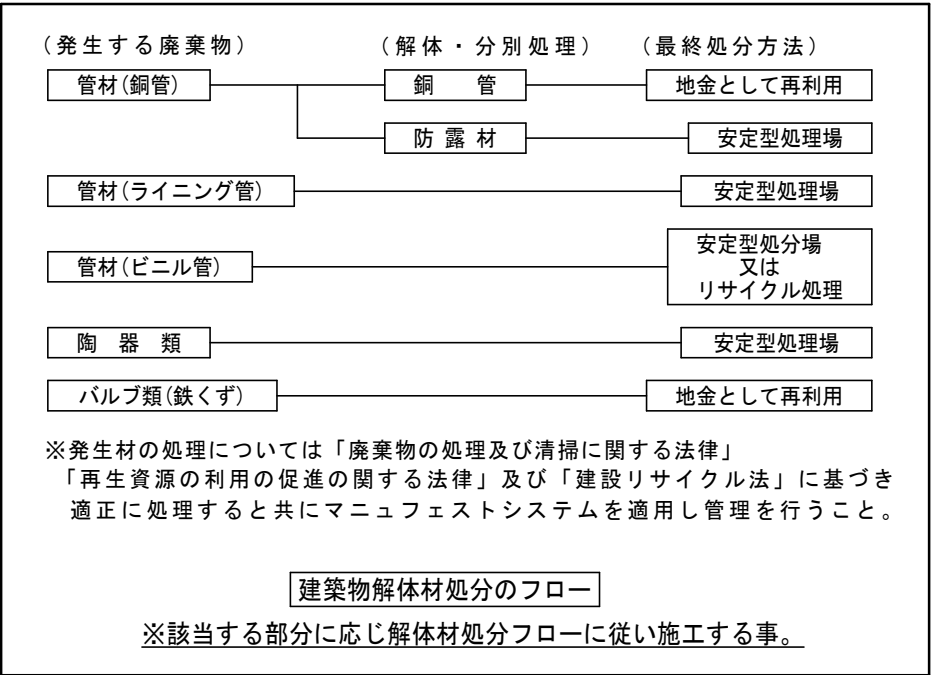 (発生する廃棄物) (解体・分別処理) (最終処分方法)
管材(銅管) 銅 管 地金として再利用
防露材 安定型処理場
管材(ライニング管) 安定型処理場
管材(ビニル管) 安定型処分場
又は
リサイクル処理
陶器類 安定型処理場
バルブ類(鉄くず) 地金として再利用
※発生材の処理については「廃棄物の処理及び清掃に関する法律」
「再生資源の利用の促進の関する法律」及び「建設リサイクル法」に基づき
適正に処理すると共にマニュフェストシステムを適用し管理を行うこと。
建築物解体材処分のフロー
※該当する部分に応じ解体材処分フローに従い施工する事。